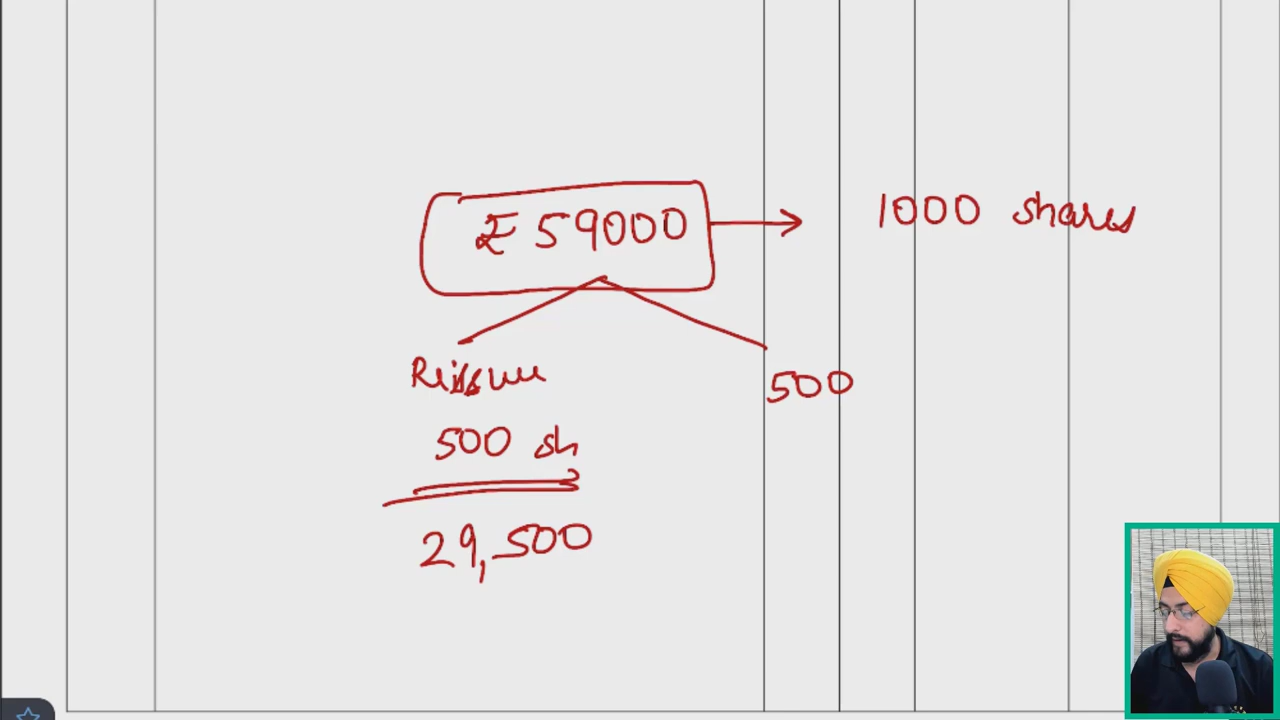 ₹ 59000 → 1000 shares
Reissue 500
500 sh
29,500